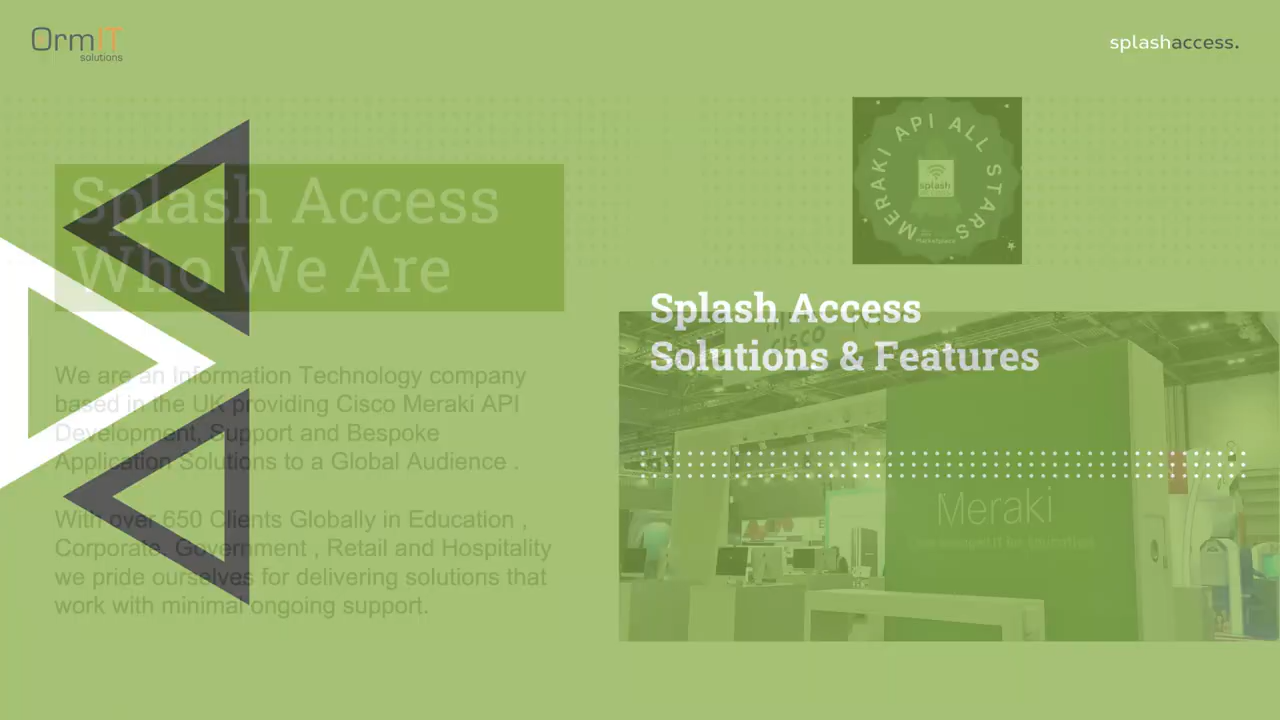 OrmIT
solutions
splashaccess.
MERAKI API ALL STARS
splash
Marketplace
Splash Access
Who We Are
Splash Access
Solutions & Features
CISCO
We are an Information Technology company
based in the UK providing Cisco Meraki API
Development, Support and Bespoke
Application Solutions to a Global Audience .
With over 650 Clients Globally in Education ,
Corporate, Government , Retail and Hospitality
we pride ourselves for delivering solutions that
work with minimal ongoing support.
Meraki